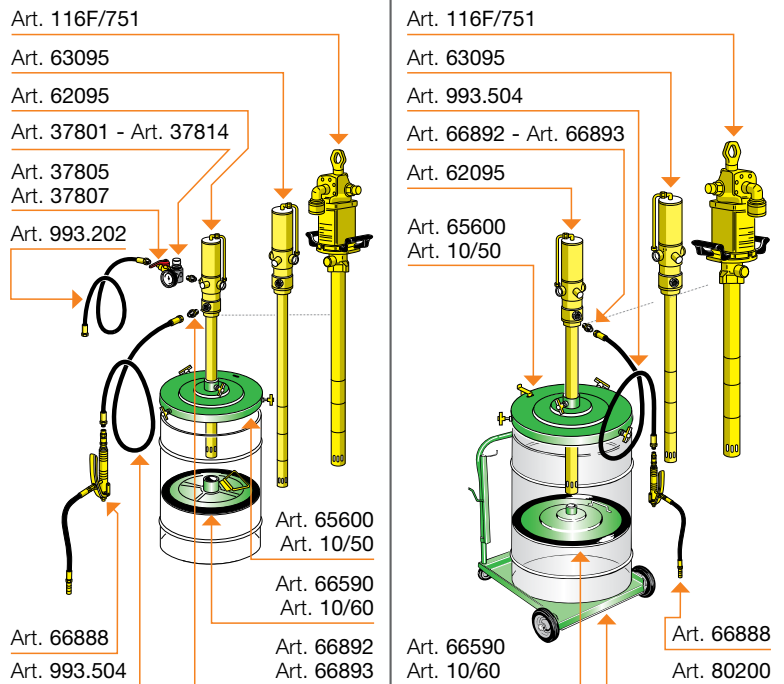 Art. 116F/751
Art. 63095
Art. 62095
Art. 37801 - Art. 37814
Art. 37805
Art. 37807
Art. 993.202
Art. 65600
Art. 10/50
Art. 66590
Art. 10/60
Art. 66888
Art. 993.504
Art. 66892
Art. 66893
Art. 116F/751
Art. 63095
Art. 993.504
Art. 66892 - Art. 66893
Art. 62095
Art. 65600
Art. 10/50
Art. 66590
Art. 10/60
Art. 66888
Art. 80200